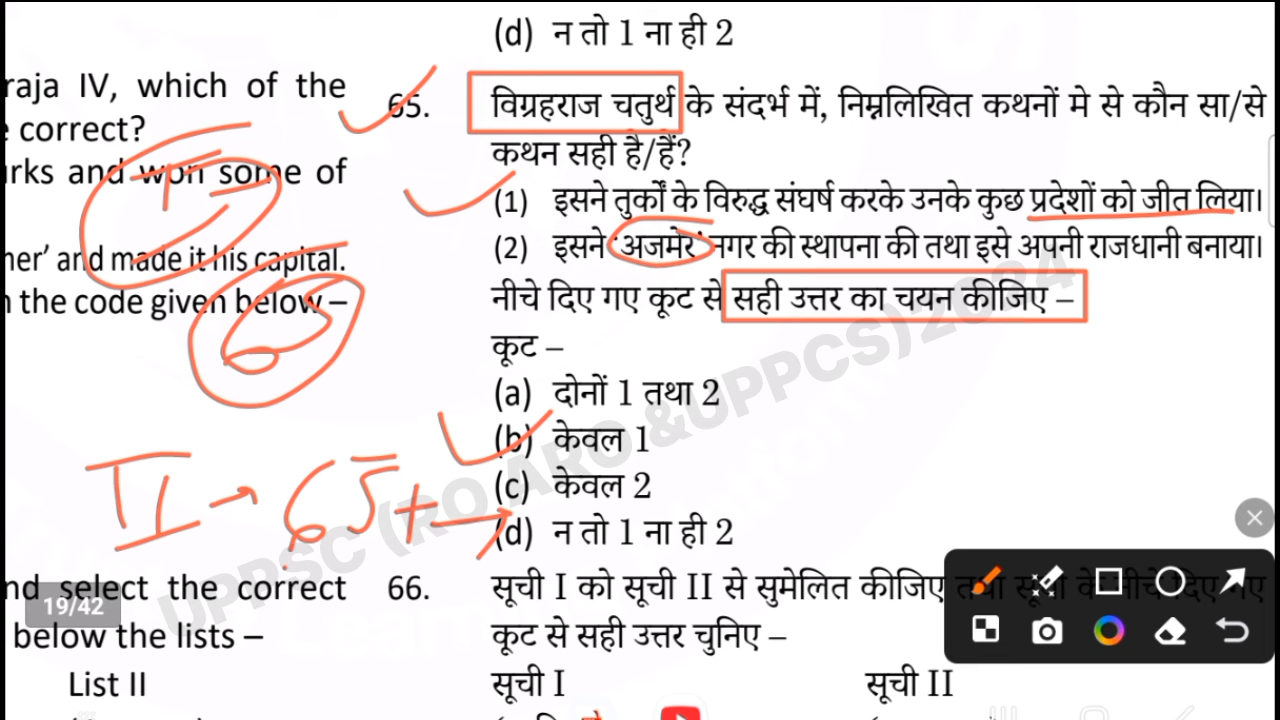 (d) न तो 1 ना ही 2
raja IV, which of the
correct?
urks and won some of
ner' and made it his capital.
n the code given below –
65. विग्रहराज चतुर्थ के संदर्भ में, निम्नलिखित कथनों मे से कौन सा/से
कथन सही है/हैं?
(1) इसने तुर्कों के विरुद्ध संघर्ष करके उनके कुछ प्रदेशों को जीत लिया।
(2) इसने 'अजमेर' नगर की स्थापना की तथा इसे अपनी राजधानी बनाया।
नीचे दिए गए कूट से सही उत्तर का चयन कीजिए –
कूट –
(a) दोनों 1 तथा 2
(b) केवल 1
(c) केवल 2
(d) न तो 1 ना ही 2
I
65
II → 65+
UPPSC (RO ARO &UPPCS)2024
nd select the correct
below the lists –
List II
19/42
66. सूची I को सूची II से सुमेलित कीजिए तथा सूची के नीचे दिए गए
कूट से सही उत्तर चुनिए –
सूची I सूची II